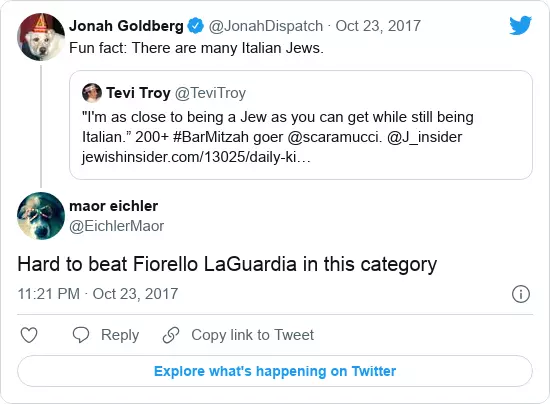 Jonah Goldberg @JonahDispatch · Oct 23, 2017
Fun fact: There are many Italian Jews.
Tevi Troy @TeviTroy
"I'm as close to being a Jew as you can get while still being
Italian.” 200+ #BarMitzah goer @scaramucci. @J_insider
jewishinsider.com/13025/daily-ki…
maor eichler
@EichlerMaor
Hard to beat Fiorello LaGuardia in this category
11:21 PM · Oct 23, 2017
Reply Copy link to Tweet
Explore what's happening on Twitter